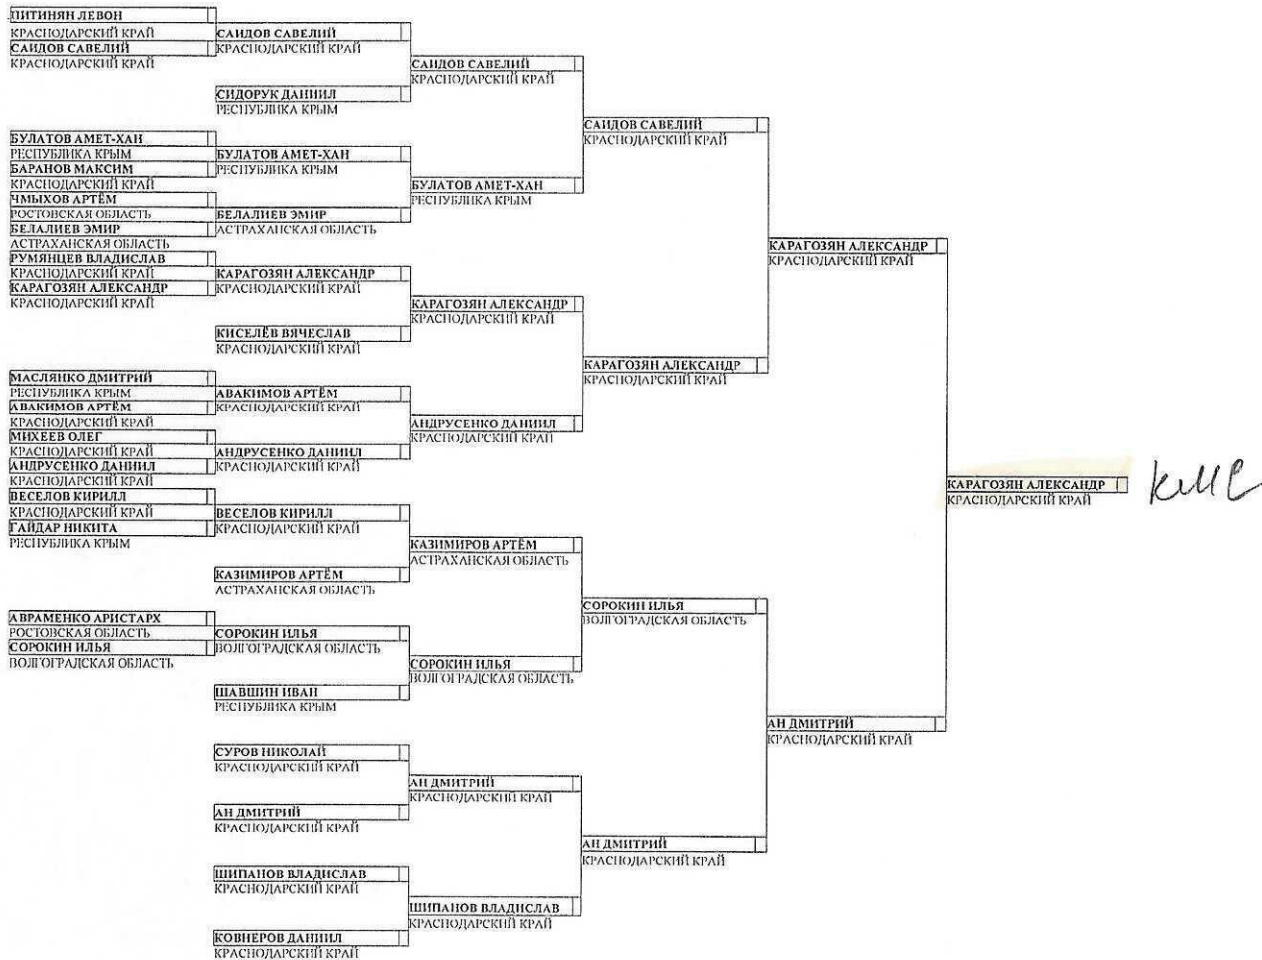 ПИТИНЯН ЛЕВОН
КРАСНОДАРСКИЙ КРАЙ
САИДОВ САВЕЛИЙ
КРАСНОДАРСКИЙ КРАЙ
БУЛАТОВ АМЕТ-ХАН
РЕСПУБЛИКА КРЫМ
БАРАНОВ МАКСИМ
КРАСНОДАРСКИЙ КРАЙ
ЧМЫХОВ АРТЁМ
РОСТОВСКАЯ ОБЛАСТЬ
БЕЛАЛИЕВ ЭМИР
АСТРАХАНСКАЯ ОБЛАСТЬ
РУМЯНЦЕВ ВЛАДИСЛАВ
КРАСНОДАРСКИЙ КРАЙ
КАРАГОЗЯН АЛЕКСАНДР
КРАСНОДАРСКИЙ КРАЙ
МАСЛЯНКО ДМИТРИЙ
РЕСПУБЛИКА КРЫМ
АВАКИМОВ АРТЁМ
КРАСНОДАРСКИЙ КРАЙ
МИХЕЕВ ОЛЕГ
КРАСНОДАРСКИЙ КРАЙ
АНДРУСЕНКО ДАНИИЛ
КРАСНОДАРСКИЙ КРАЙ
ВЕСЕЛОВ КИРИЛЛ
КРАСНОДАРСКИЙ КРАЙ
ГАЙДАР НИКИТА
РЕСПУБЛИКА КРЫМ
АВРАМЕНКО АРИСТАРХ
РОСТОВСКАЯ ОБЛАСТЬ
СОРОКИН ИЛЬЯ
ВОЛГОГРАДСКАЯ ОБЛАСТЬ
САИДОВ САВЕЛИЙ
КРАСНОДАРСКИЙ КРАЙ
СИДОРУК ДАНИИЛ
РЕСПУБЛИКА КРЫМ
БУЛАТОВ АМЕТ-ХАН
РЕСПУБЛИКА КРЫМ
БЕЛАЛИЕВ ЭМИР
АСТРАХАНСКАЯ ОБЛАСТЬ
КАРАГОЗЯН АЛЕКСАНДР
КРАСНОДАРСКИЙ КРАЙ
КИСЕЛЁВ ВЯЧЕСЛАВ
КРАСНОДАРСКИЙ КРАЙ
АВАКИМОВ АРТЁМ
КРАСНОДАРСКИЙ КРАЙ
АНДРУСЕНКО ДАНИИЛ
КРАСНОДАРСКИЙ КРАЙ
ВЕСЕЛОВ КИРИЛЛ
КРАСНОДАРСКИЙ КРАЙ
КАЗИМИРОВ АРТЁМ
АСТРАХАНСКАЯ ОБЛАСТЬ
СОРОКИН ИЛЬЯ
ВОЛГОГРАДСКАЯ ОБЛАСТЬ
ШАВШИН ИВАН
РЕСПУБЛИКА КРЫМ
СУРОВ НИКОЛАЙ
КРАСНОДАРСКИЙ КРАЙ
АН ДМИТРИЙ
КРАСНОДАРСКИЙ КРАЙ
ШИПАНОВ ВЛАДИСЛАВ
КРАСНОДАРСКИЙ КРАЙ
КОВНЕРОВ ДАНИИЛ
КРАСНОДАРСКИЙ КРАЙ
САИДОВ САВЕЛИЙ
КРАСНОДАРСКИЙ КРАЙ
БУЛАТОВ АМЕТ-ХАН
РЕСПУБЛИКА КРЫМ
КАРАГОЗЯН АЛЕКСАНДР
КРАСНОДАРСКИЙ КРАЙ
АНДРУСЕНКО ДАНИИЛ
КРАСНОДАРСКИЙ КРАЙ
КАЗИМИРОВ АРТЁМ
АСТРАХАНСКАЯ ОБЛАСТЬ
СОРОКИН ИЛЬЯ
ВОЛГОГРАДСКАЯ ОБЛАСТЬ
АН ДМИТРИЙ
КРАСНОДАРСКИЙ КРАЙ
ШИПАНОВ ВЛАДИСЛАВ
КРАСНОДАРСКИЙ КРАЙ
САИДОВ САВЕЛИЙ
КРАСНОДАРСКИЙ КРАЙ
КАРАГОЗЯН АЛЕКСАНДР
КРАСНОДАРСКИЙ КРАЙ
СОРОКИН ИЛЬЯ
ВОЛГОГРАДСКАЯ ОБЛАСТЬ
АН ДМИТРИЙ
КРАСНОДАРСКИЙ КРАЙ
КАРАГОЗЯН АЛЕКСАНДР
КРАСНОДАРСКИЙ КРАЙ
АН ДМИТРИЙ
КРАСНОДАРСКИЙ КРАЙ
КАРАГОЗЯН АЛЕКСАНДР
КРАСНОДАРСКИЙ КРАЙ
кмс